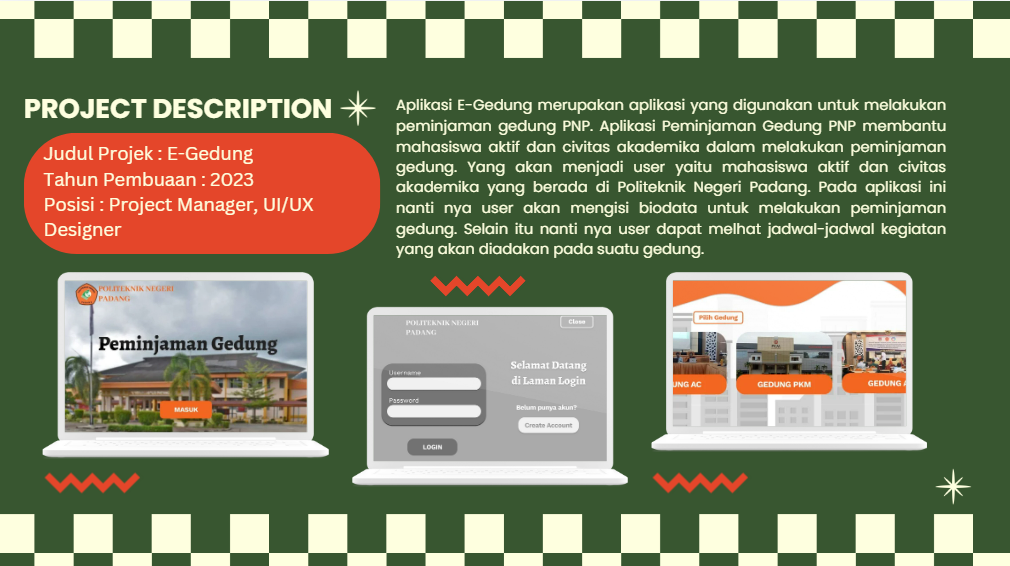 PROJECT DESCRIPTION
Judul Projek : E-Gedung
Tahun Pembuaan : 2023
Posisi : Project Manager, UI/UX
Designer
Aplikasi E-Gedung merupakan aplikasi yang digunakan untuk melakukan
peminjaman gedung PNP. Aplikasi Peminjaman Gedung PNP membantu
mahasiswa aktif dan civitas akademika dalam melakukan peminjaman
gedung. Yang akan menjadi user yaitu mahasiswa aktif dan civitas
akademika yang berada di Politeknik Negeri Padang. Pada aplikasi ini
nanti nya user akan mengisi biodata untuk melakukan peminjaman
gedung. Selain itu nanti nya user dapat melhat jadwal-jadwal kegiatan
yang akan diadakan pada suatu gedung.
POLITEKNIK NEGERI
PADANG
Peminjaman Gedung
MASUK
POLITEKNIK NEGERI
PADANG
Close
Username
Password
LOGIN
Selamat Datang
di Laman Login
Belum punya akun?
Create Account
Pilih Gedung
UNG AC
GEDUNG PKM
GEDUNG A